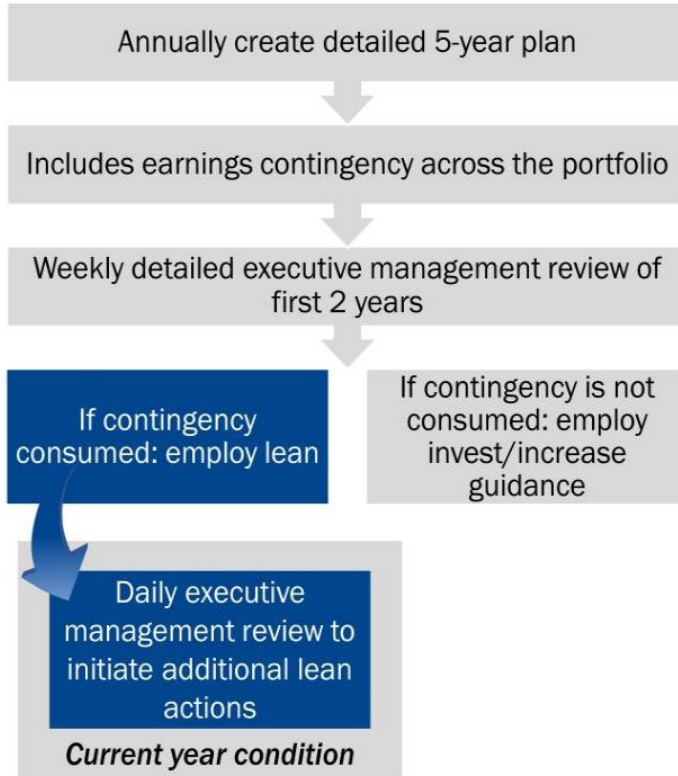 Annually create detailed 5-year plan
Includes earnings contingency across the portfolio
Weekly detailed executive management review of
first 2 years
If contingency
consumed: employ lean
If contingency is not
consumed: employ
invest/increase
guidance
Daily executive
management review to
initiate additional lean
actions
Current year condition